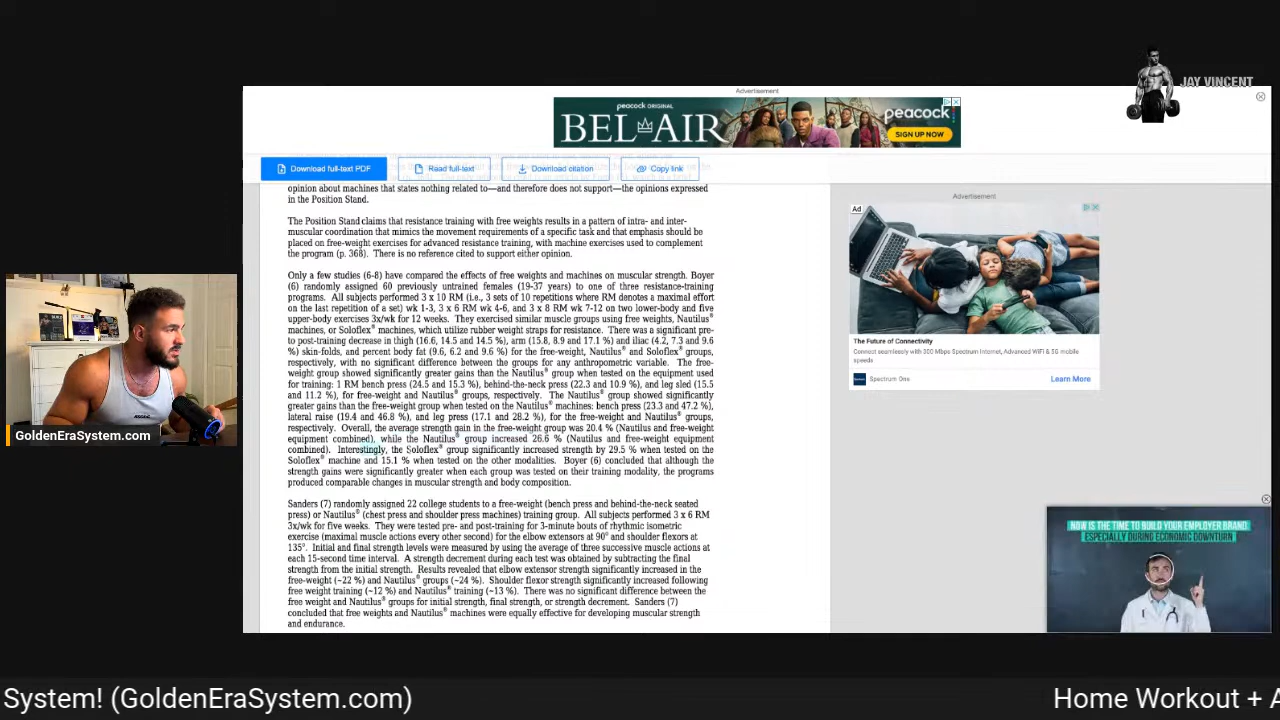 JAY VINCENT
Advertisement
peacock ORIGINAL
BEL AIR
peacock
SIGN UP NOW
Download full-text PDF
Read full-text
Download citation
Copy link
opinion about machines that states nothing related to—and therefore does not support—the opinions expressed
in the Position Stand.
The Position Stand claims that resistance training with free weights results in a pattern of intra- and inter-
muscular coordination that mimics the movement requirements of a specific task and that emphasis should be
placed on free-weight exercises for advanced resistance training, with machine exercises used to complement
the program (p. 368). There is no reference cited to support either opinion.
Only a few studies (6-8) have compared the effects of free weights and machines on muscular strength. Boyer
(6) randomly assigned 60 previously untrained females (19-37 years) to one of three resistance-training
programs. All subjects performed 3 x 10 RM (i.e., 3 sets of 10 repetitions where RM denotes a maximal effort
on the last repetition of a set) wk 1-3, 3 x 6 RM wk 4-6, and 3 x 8 RM wk 7-12 on two lower-body and five
upper-body exercises 3x/wk for 12 weeks. They exercised similar muscle groups using free weights, Nautilus®
machines, or Soloflex® machines, which utilize rubber weight straps for resistance. There was a significant pre-
to post-training decrease in thigh (16.6, 14.5 and 14.5 %), arm (15.8, 8.9 and 17.1 %) and iliac (4.2, 7.3 and 9.6
%) skin-folds, and percent body fat (9.6, 6.2 and 9.6 %) for the free-weight, Nautilus® and Soloflex® groups,
respectively, with no significant difference between the groups for any anthropometric variable. The free-
weight group showed significantly greater gains than the Nautilus® group when tested on the equipment used
for training: 1 RM bench press (24.5 and 15.3 %), behind-the-neck press (22.3 and 10.9 %), and leg sled (15.5
and 11.2 %), for free-weight and Nautilus® groups, respectively. The Nautilus® group showed significantly
greater gains than the free-weight group when tested on the Nautilus® machines: bench press (23.3 and 47.2 %),
lateral raise (19.4 and 46.8 %), and leg press (17.1 and 28.2 %), for the free-weight and Nautilus® groups,
respectively. Overall, the average strength gain in the free-weight group was 20.4 % (Nautilus and free-weight
equipment combined), while the Nautilus® group increased 26.6 % (Nautilus and free-weight equipment
combined). Interestingly, the Soloflex® group significantly increased strength by 29.5 % when tested on the
Soloflex® machine and 15.1 % when tested on the other modalities. Boyer (6) concluded that although the
strength gains were significantly greater when each group was tested on their training modality, the programs
produced comparable changes in muscular strength and body composition.
Sanders (7) randomly assigned 22 college students to a free-weight (bench press and behind-the-neck seated
press) or Nautilus® (chest press and shoulder press machines) training group. All subjects performed 3 x 6 RM
3x/wk for five weeks. They were tested pre- and post-training for 3-minute bouts of rhythmic isometric
exercise (maximal muscle actions every other second) for the elbow extensors at 90° and shoulder flexors at
135°. Initial and final strength levels were measured by using the average of three successive muscle actions at
each 15-second time interval. A strength decrement during each test was obtained by subtracting the final
strength from the initial strength. Results revealed that elbow extensor strength significantly increased in the
free-weight (~22 %) and Nautilus® groups (~24 %). Shoulder flexor strength significantly increased following
free weight training (~12 %) and Nautilus® training (~13 %). There was no significant difference between the
free weight and Nautilus® groups for initial strength, final strength, or strength decrement. Sanders (7)
concluded that free weights and Nautilus® machines were equally effective for developing muscular strength
and endurance.
Advertisement
Ad
The Future of Connectivity
Connect seamlessly with 300 Mbps Spectrum Internet, Advanced WiFi & 5G mobile
speeds
Spectrum One
Learn More
NOW IS THE TIME TO BUILD YOUR EMPLOYER BRAND
ESPECIALLY DURING ECONOMIC DOWNTURN
GoldenEraSystem.com
System! (GoldenEraSystem.com)
Home Workout + A